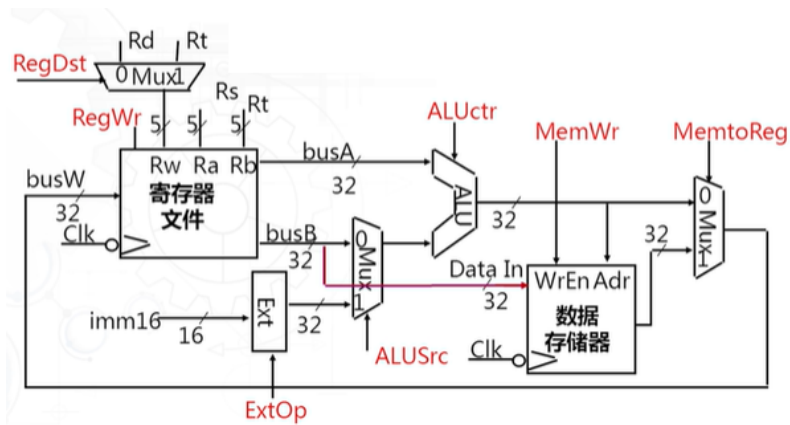 Rd Rt
RegDst
0 Mux 1
Rs
RegWr
5 5 5 Rt
ALUctr
MemWr
MemtoReg
Rw Ra Rb
busA
32
busW
32
寄存器
文件
Clk
ALU
32
0 Mux 1
32
busB
32
0 Mux 1
Data In
32
WrEn Adr
Ext
imm16
16
32
数据
存储器
ALUSrc
Clk
ExtOp